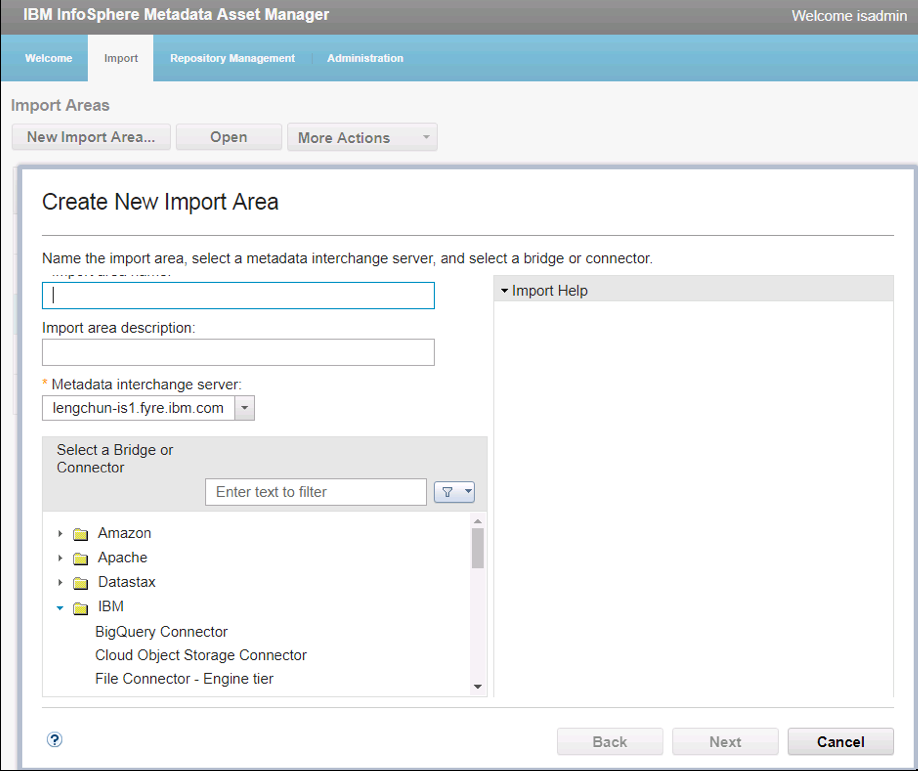 IBM InfoSphere Metadata Asset Manager
Welcome isadmin
Welcome Import Repository Management Administration
Import Areas
New Import Area... Open More Actions
Create New Import Area
Name the import area, select a metadata interchange server, and select a bridge or connector.
Import area name:
Import Help
Import area description:
* Metadata interchange server:
lengchun-is1.fyre.ibm.com
Select a Bridge or
Connector
Enter text to filter
Amazon
Apache
Datastax
IBM
BigQuery Connector
Cloud Object Storage Connector
File Connector - Engine tier
?
Back Next Cancel